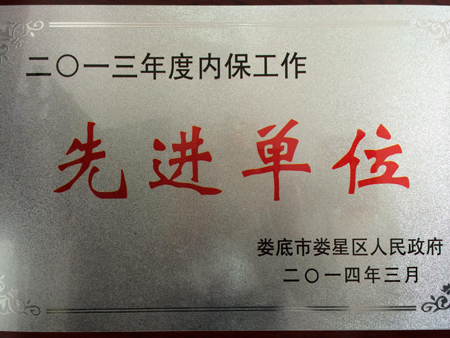 二〇一三年度内保工作
先进单位
娄底市娄星区人民政府
二〇一四年三月